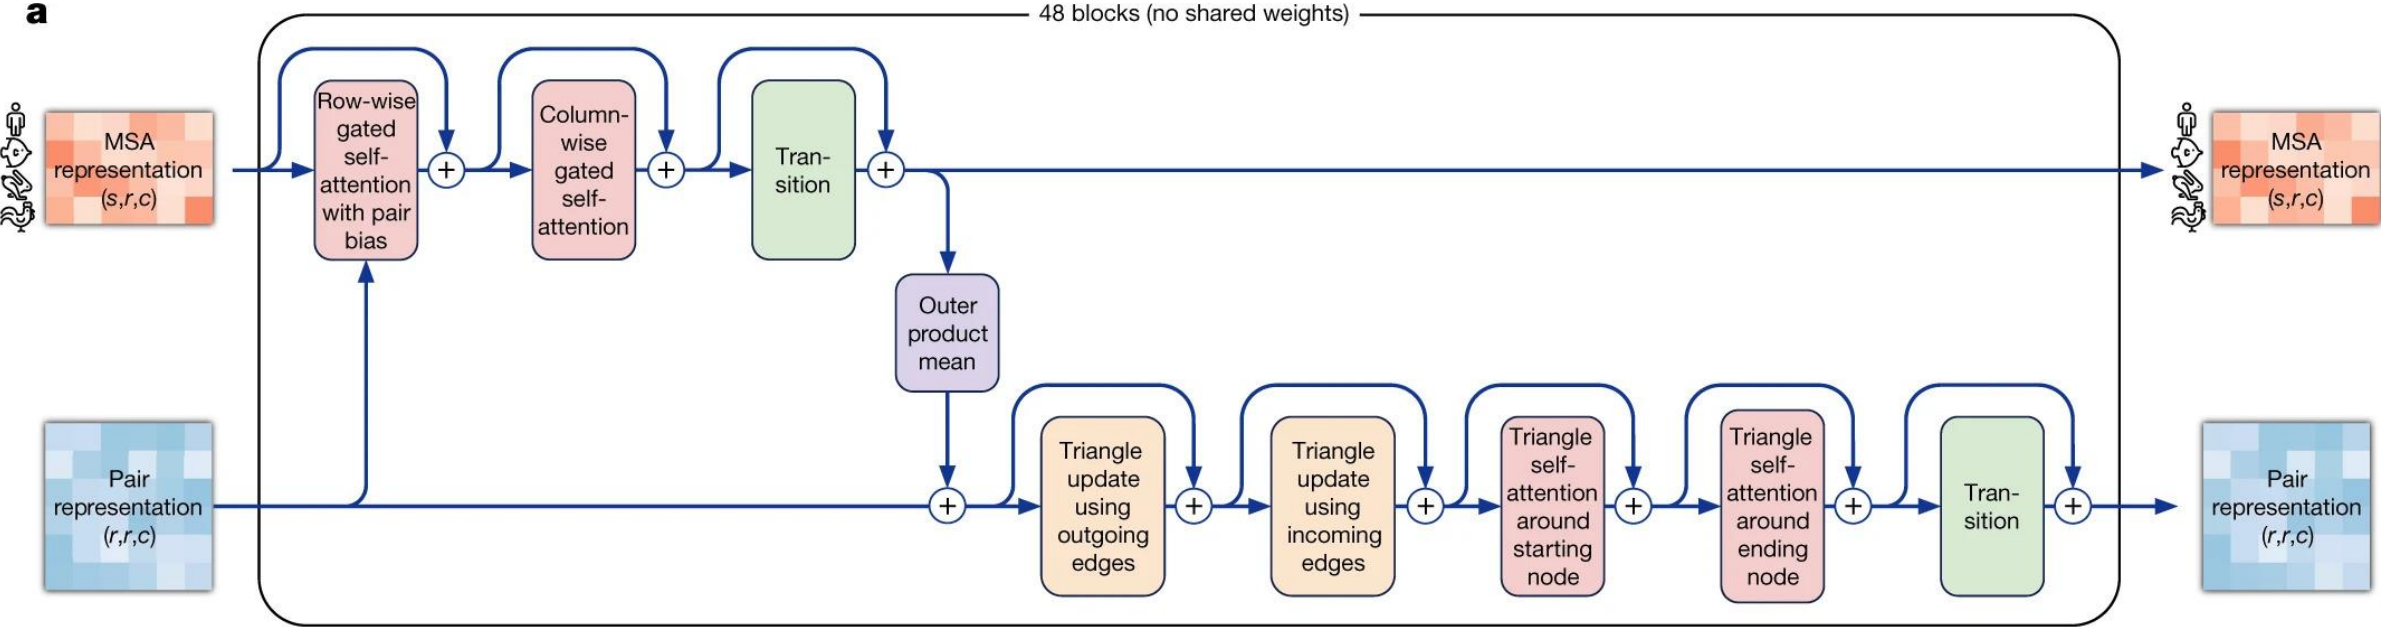 a
48 blocks (no shared weights)
MSA
representation
(s,r,c)
Row-wise
gated
self-
attention
with pair
bias
Column-
wise
gated
self-
attention
Tran-
sition
MSA
representation
(s,r,c)
Outer
product
mean
Pair
representation
(r,r,c)
Triangle
update
using
outgoing
edges
Triangle
update
using
incoming
edges
Triangle
self-
attention
around
starting
node
Triangle
self-
attention
around
ending
node
Tran-
sition
Pair
representation
(r,r,c)